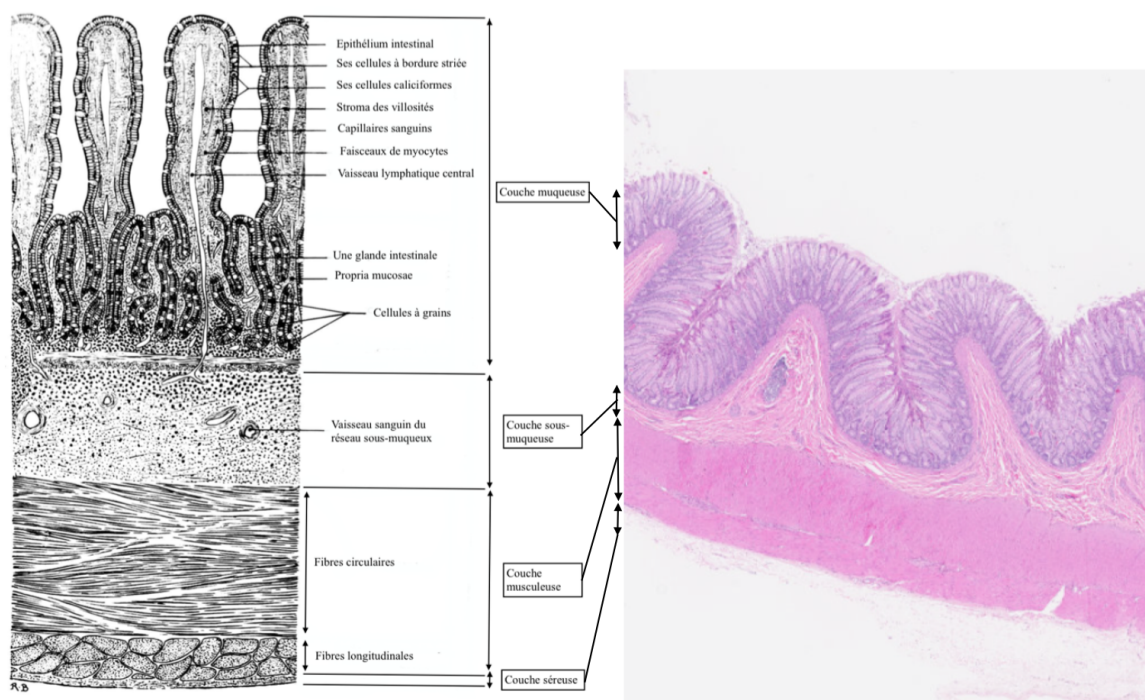 Epithélium intestinal
Ses cellules à bordure striée
Ses cellules caliciformes
Stroma des villosités
Capillaires sanguins
Faisceaux de myocytes
Vaisseau lymphatique central
Couche muqueuse
Une glande intestinale
Propria mucosae
Cellules à grains
Vaisseau sanguin du
réseau sous-muqueux
Couche sous-
muqueuse
Fibres circulaires
Couche
musculeuse
Fibres longitudinales
Couche séreuse
R.B